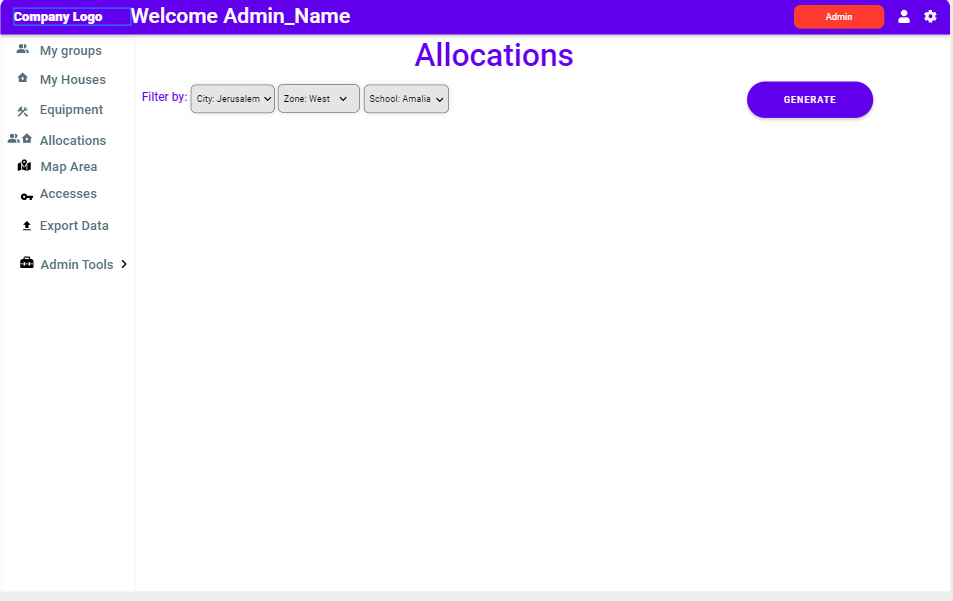 Company Logo Welcome Admin_Name Admin
My groups
Allocations
My Houses
Filter by: City: Jerusalem Zone: West School: Amalia GENERATE
Equipment
Allocations
Map Area
Accesses
Export Data
Admin Tools